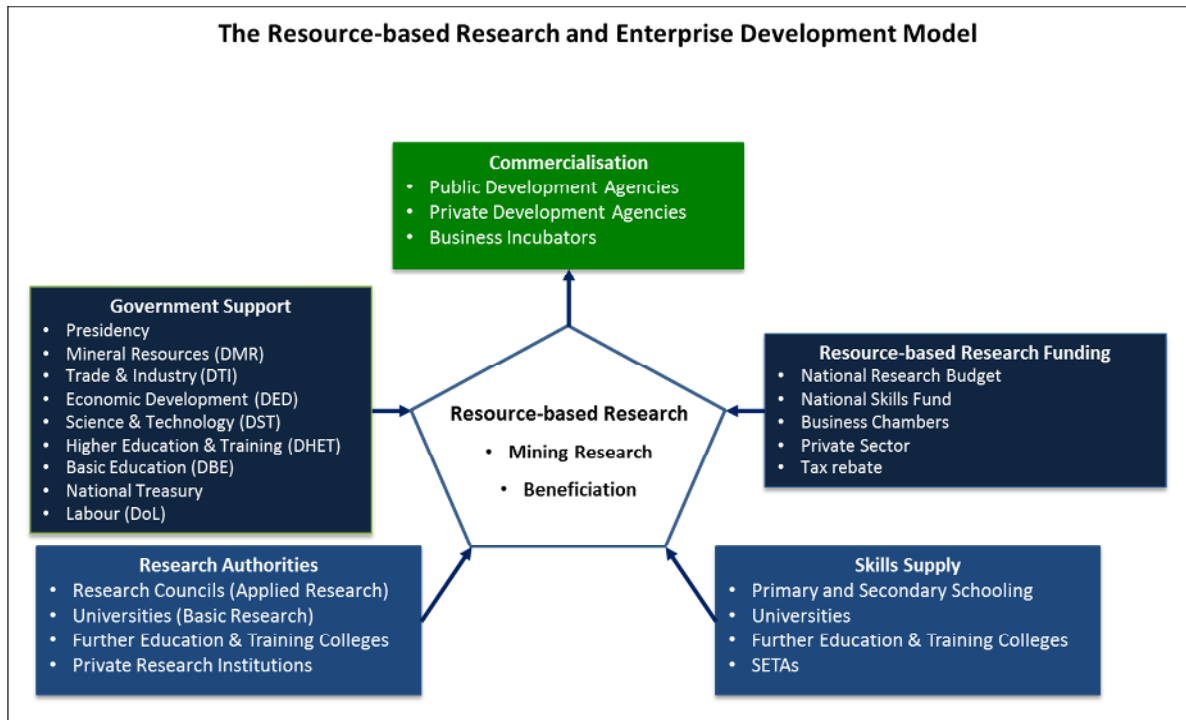 The Resource-based Research and Enterprise Development Model
Commercialisation
• Public Development Agencies
• Private Development Agencies
• Business Incubators
Government Support
• Presidency
• Mineral Resources (DMR)
• Trade & Industry (DTI)
• Economic Development (DED)
• Science & Technology (DST)
• Higher Education & Training (DHET)
• Basic Education (DBE)
• National Treasury
• Labour (DoL)
Resource-based Research
• Mining Research
• Beneficiation
Resource-based Research Funding
• National Research Budget
• National Skills Fund
• Business Chambers
• Private Sector
• Tax rebate
Research Authorities
• Research Councils (Applied Research)
• Universities (Basic Research)
• Further Education & Training Colleges
• Private Research Institutions
Skills Supply
• Primary and Secondary Schooling
• Universities
• Further Education & Training Colleges
• SETAs